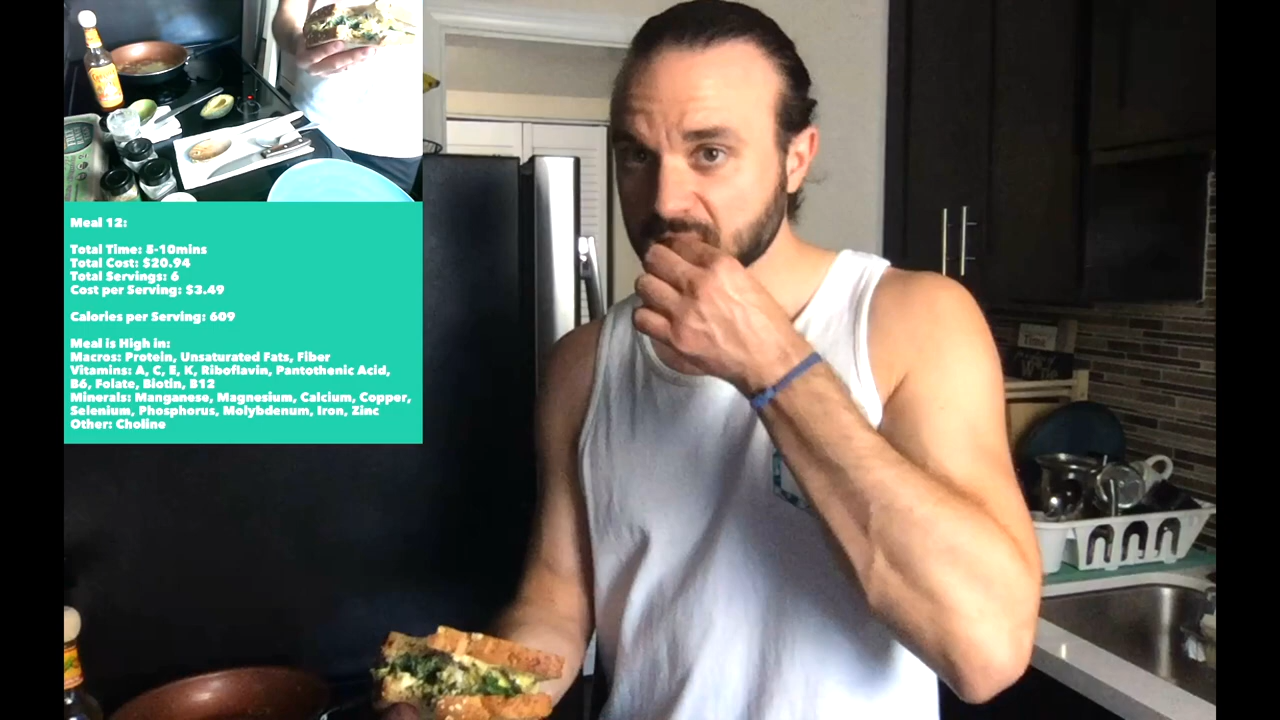 Meal 12:
Total Time: 5-10mins
Total Cost: $20.94
Total Servings: 6
Cost per Serving: $3.49
Calories per Serving: 609
Meal is High in:
Macros: Protein, Unsaturated Fats, Fiber
Vitamins: A, C, E, K, Riboflavin, Pantothenic Acid,
B6, Folate, Biotin, B12
Minerals: Manganese, Magnesium, Calcium, Copper,
Selenium, Phosphorus, Molybdenum, Iron, Zinc
Other: Choline